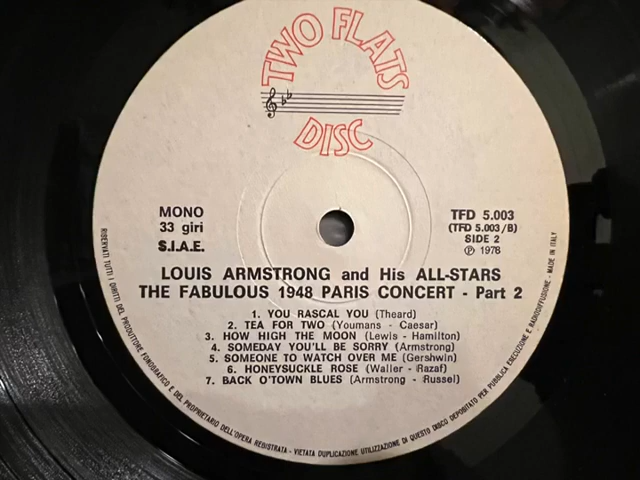 TWO FLATS
DISC
MONO
33 giri
S.I.A.E.
TFD 5.003
(TFD 5.003/B)
SIDE 2
Ⓟ 1978
LOUIS ARMSTRONG and His ALL-STARS
THE FABULOUS 1948 PARIS CONCERT - Part 2
1. YOU RASCAL YOU (Theard)
2. TEA FOR TWO (Youmans - Caesar)
3. HOW HIGH THE MOON (Lewis - Hamilton)
4. SOMEDAY YOU'LL BE SORRY (Armstrong)
5. SOMEONE TO WATCH OVER ME (Gershwin)
6. HONEYSUCKLE ROSE (Waller - Razaf)
7. BACK O'TOWN BLUES (Armstrong - Russel)
RISERVATI TUTTI I DIRITTI DEL PRODUTTORE FONOGRAFICO E DEL PROPRIETARIO DELL'OPERA REGISTRATA - VIETATA DUPLICAZIONE UTILIZZAZIONE DI QUESTO DISCO DEPOSITATO PER PUBBLICA ESECUZIONE E RADIODIFFUSIONE - MADE IN ITALY